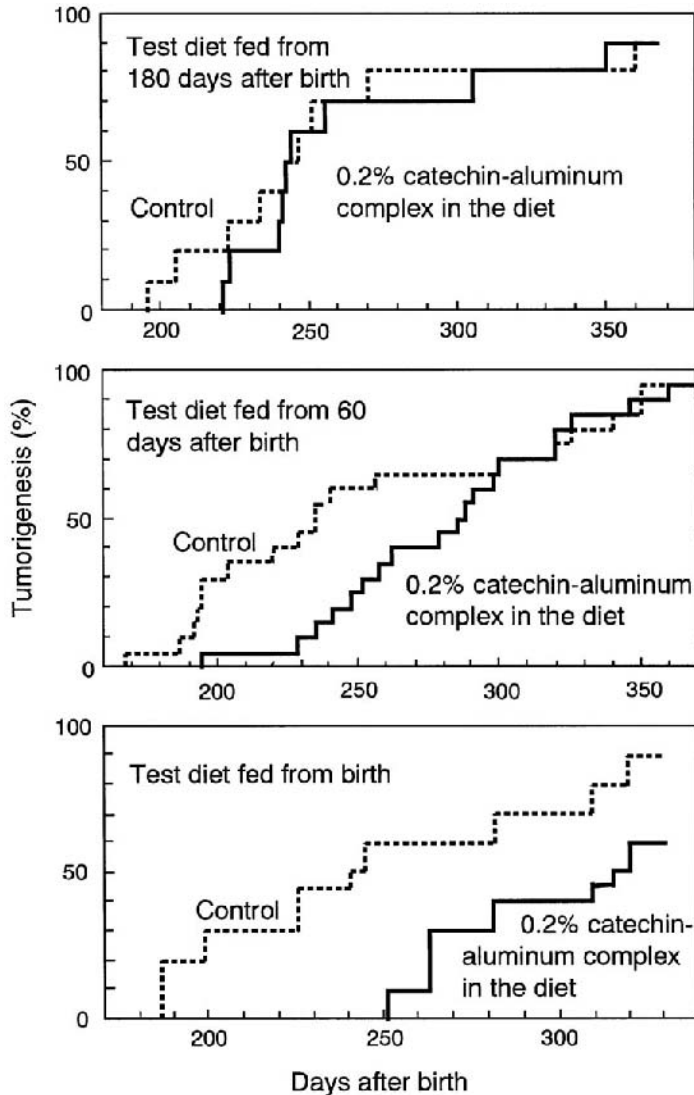 100
Test diet fed from
180 days after birth
50
Control
0.2% catechin-aluminum
complex in the diet
0
200 250 300 350
Tumorigenesis (%)
100
Test diet fed from 60
days after birth
50
Control
0.2% catechin-aluminum
complex in the diet
0
200 250 300 350
100
Test diet fed from birth
50
Control
0.2% catechin-
aluminum complex
in the diet
0
200 250 300
Days after birth